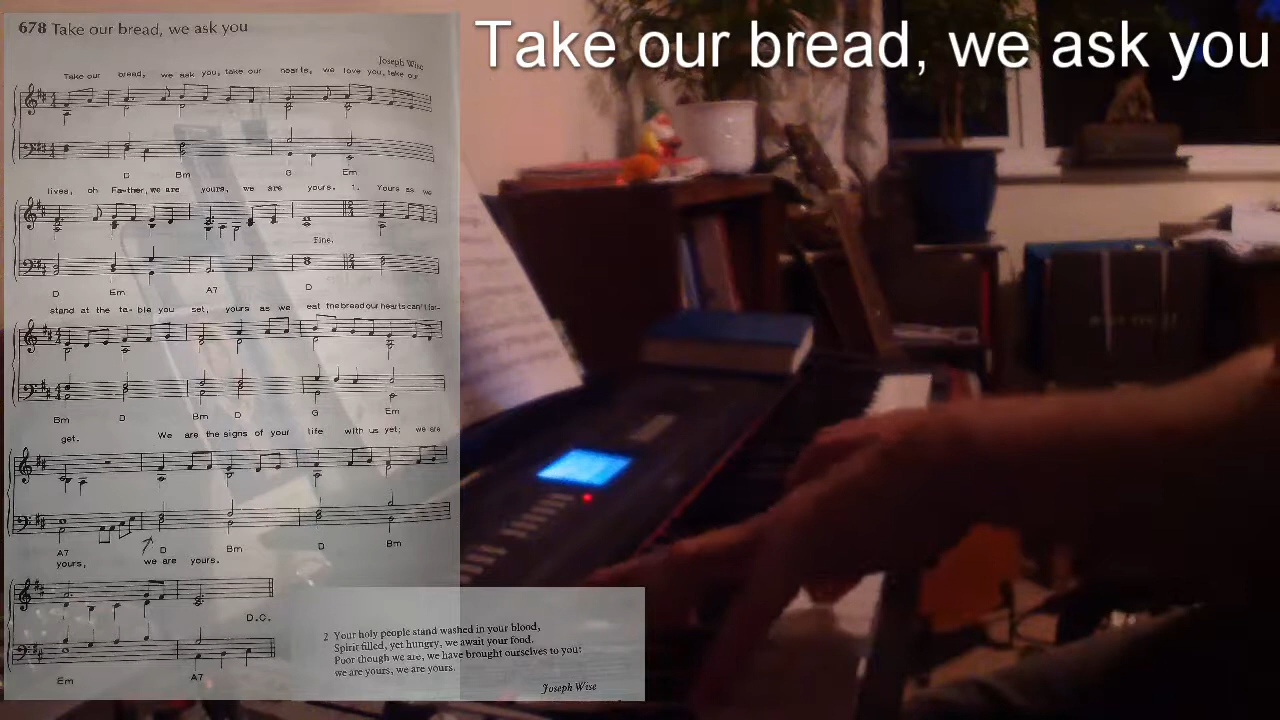 678 Take our bread, we ask you
Take our bread, we ask you
Joseph Wise
Take our bread, we ask you, take our hearts, we love you, take our
D Bm G Em
lives, oh Fa-ther, we are yours, we are yours, 1. Yours as we
Fine.
D Em A7 D
stand at the ta-ble you set, yours as we eat the bread our hearts can't for-
Bm D Bm D G Em
get. We are the signs of your life with us yet; we are
A7 D Bm D Bm
yours, we are yours.
D.C.
Em A7
2 Your holy people stand washed in your blood,
Spirit filled, yet hungry, we await your food.
Poor though we are, we have brought ourselves to you:
we are yours, we are yours.
Joseph Wise